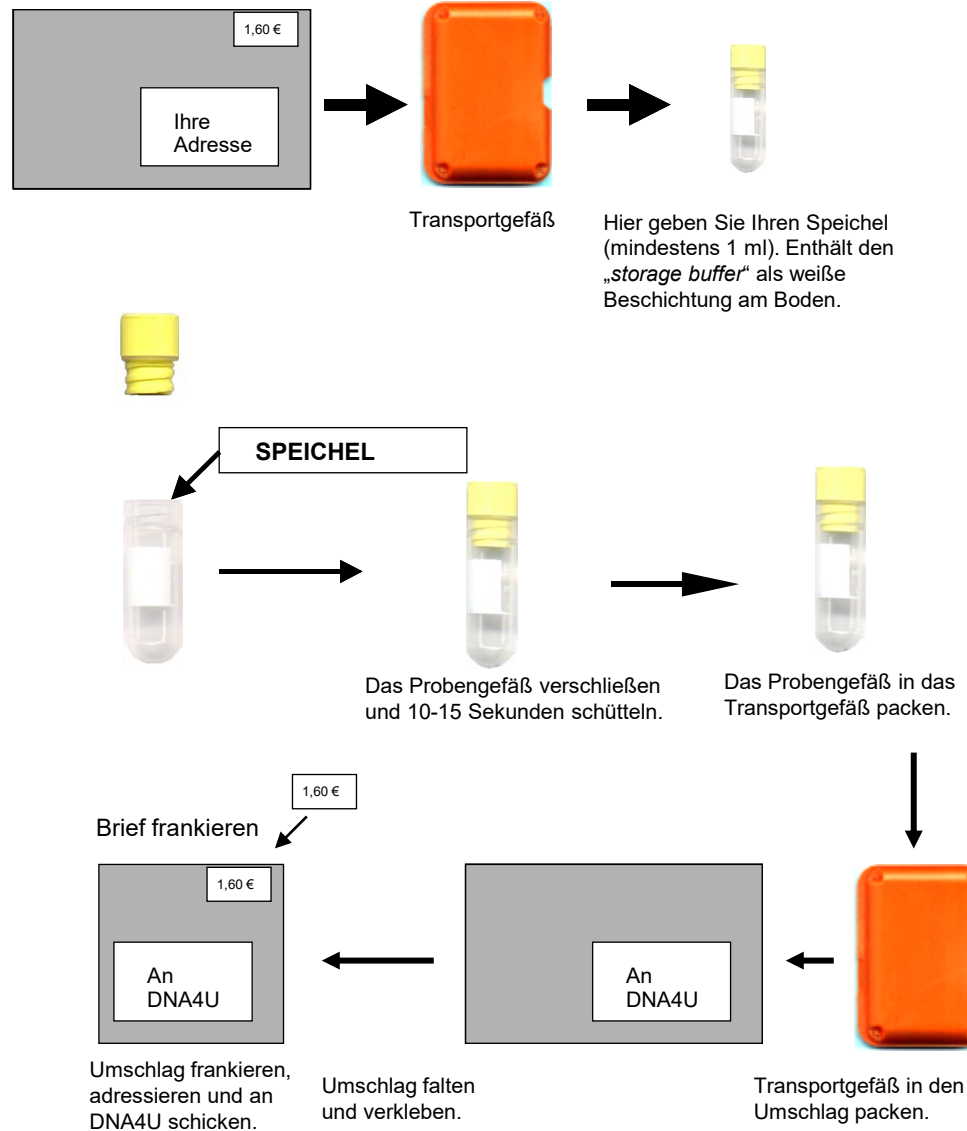 1,60 €
Ihre
Adresse
Transportgefäß
Hier geben Sie Ihren Speichel
(mindestens 1 ml). Enthält den
„storage buffer“ als weiße
Beschichtung am Boden.
SPEICHEL
Das Probengefäß verschließen
und 10-15 Sekunden schütteln.
Das Probengefäß in das
Transportgefäß packen.
1,60 €
Brief frankieren
1,60 €
An
DNA4U
An
DNA4U
Umschlag frankieren,
adressieren und an
DNA4U schicken.
Umschlag falten
und verkleben.
Transportgefäß in den
Umschlag packen.